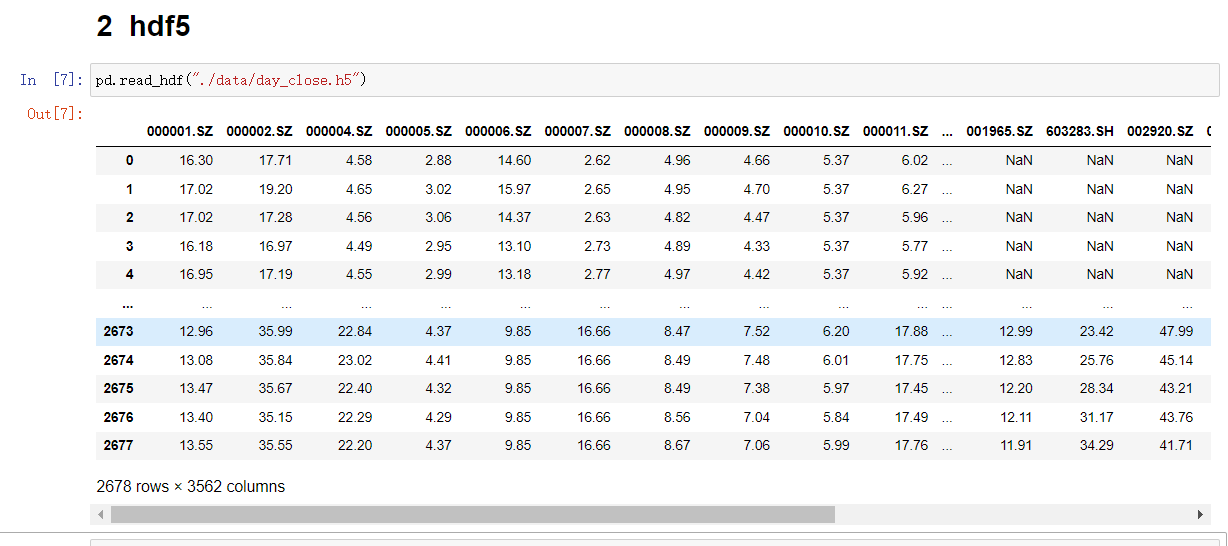 2 hdf5
In [7]: pd.read_hdf("./data/day_close.h5")
Out[7]:
000001.SZ 000002.SZ 000004.SZ 000005.SZ 000006.SZ 000007.SZ 000008.SZ 000009.SZ 000010.SZ 000011.SZ ... 001965.SZ 603283.SH 002920.SZ
0 16.30 17.71 4.58 2.88 14.60 2.62 4.96 4.66 5.37 6.02 ... NaN NaN NaN
1 17.02 19.20 4.65 3.02 15.97 2.65 4.95 4.70 5.37 6.27 ... NaN NaN NaN
2 17.02 17.28 4.56 3.06 14.37 2.63 4.82 4.47 5.37 5.96 ... NaN NaN NaN
3 16.18 16.97 4.49 2.95 13.10 2.73 4.89 4.33 5.37 5.77 ... NaN NaN NaN
4 16.95 17.19 4.55 2.99 13.18 2.77 4.97 4.42 5.37 5.92 ... NaN NaN NaN
... ... ... ... ... ... ... ... ... ... ... ... ... ...
2673 12.96 35.99 22.84 4.37 9.85 16.66 8.47 7.52 6.20 17.88 ... 12.99 23.42 47.99
2674 13.08 35.84 23.02 4.41 9.85 16.66 8.49 7.48 6.01 17.75 ... 12.83 25.76 45.14
2675 13.47 35.67 22.40 4.32 9.85 16.66 8.49 7.38 5.97 17.45 ... 12.20 28.34 43.21
2676 13.40 35.15 22.29 4.29 9.85 16.66 8.56 7.04 5.84 17.49 ... 12.11 31.17 43.76
2677 13.55 35.55 22.20 4.37 9.85 16.66 8.67 7.06 5.99 17.76 ... 11.91 34.29 41.71
2678 rows × 3562 columns